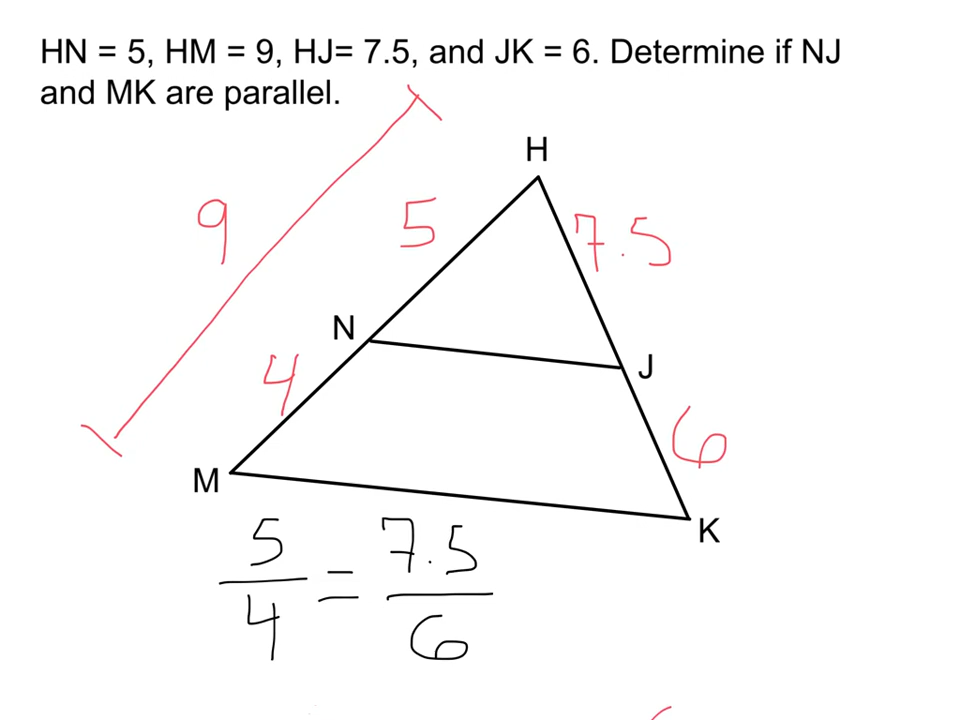 HN = 5, HM = 9, HJ= 7.5, and JK = 6. Determine if NJ
and MK are parallel.
H
9
5
7.5
N
4
J
6
M
K
5/4 = 7.5/6